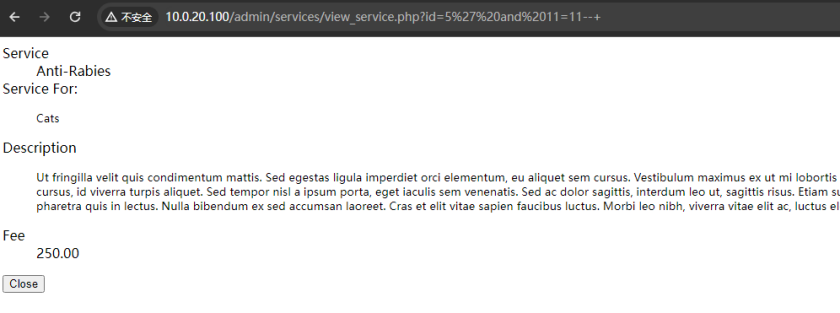 不安全 10.0.20.100/admin/services/view_service.php?id=5%27%20and%2011=11--+
Service
Anti-Rabies
Service For:
Cats
Description
Ut fringilla velit quis condimentum mattis. Sed egestas ligula imperdiet orci elementum, eu aliquet sem cursus. Vestibulum maximus ex ut mi lobortis
cursus, id viverra turpis aliquet. Sed tempor nisl a ipsum porta, eget iaculis sem venenatis. Sed ac dolor sagittis, interdum leo ut, sagittis risus. Etiam
pharetra quis in lectus. Nulla bibendum ex sed accumsan laoreet. Cras et elit vitae sapien faucibus luctus. Morbi leo nibh, viverra vitae elit ac, luctus
Fee
250.00
Close